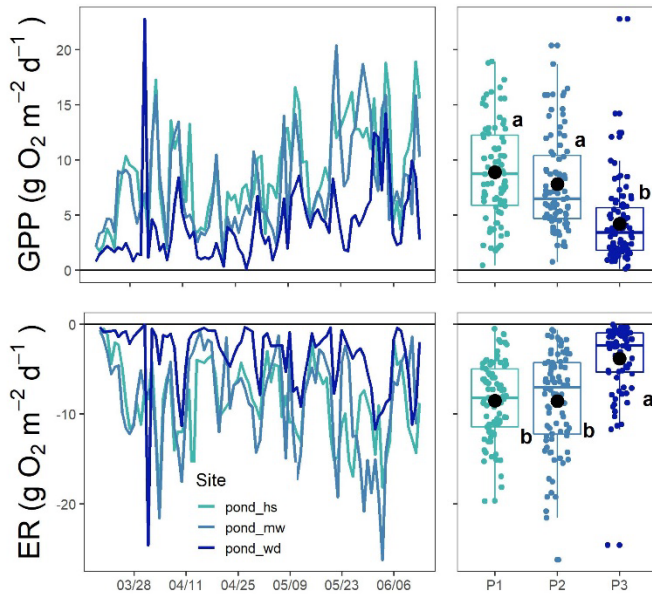 GPP (g O₂ m⁻² d⁻¹)
20
15
10
5
0
a
a
b
ER (g O₂ m⁻² d⁻¹)
0
-10
-20
Site
pond_hs
pond_mw
pond_wd
b
b
a
03/28 04/11 04/25 05/09 05/23 06/06
P1 P2 P3